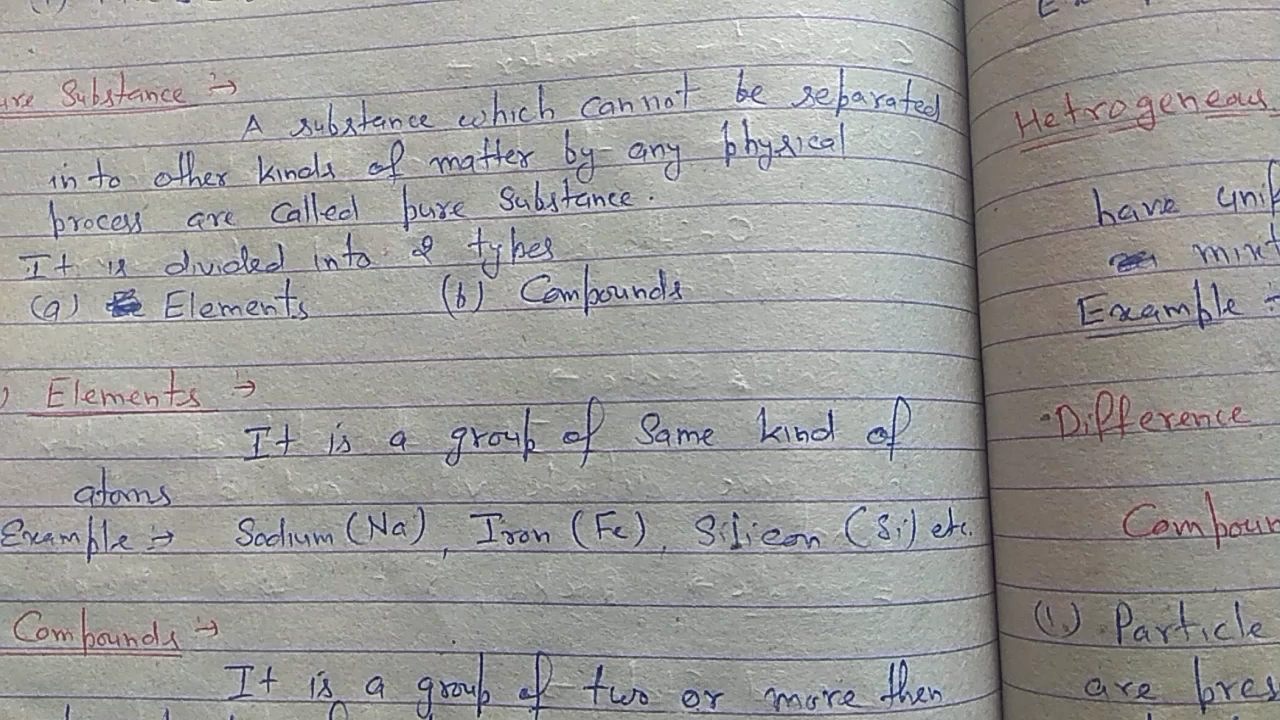 Substance :→
A substance which cannot be separated
in to other kinds of matter by any physical
process are called pure substance.
It is divided into 2 types
(a) Elements (b) Compounds
Elements :→
It is a group of same kind of
atoms
Example :→ Sodium (Na), Iron (Fe), Silicon (Si) etc.
Compounds :→
It is a group of two or more then
Hetrogeneous
have unif
mixt
Example :
Difference
Compoun
(1.) Particle
are pres